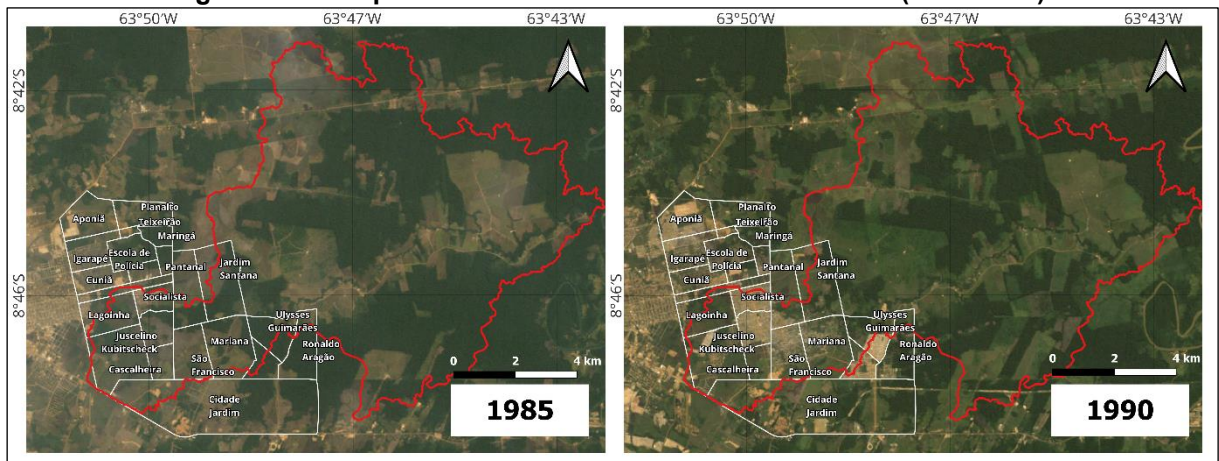 63°50'W 63°47'W 63°43'W
8°42'S
8°46'S
Aponiã
Planalto
Teixeirão
Maringá
Igarapé
Escola de
Polícia
Cuniã
Pantanal
Jardim
Santana
Socialista
Lagoinha
Ulysses
Guimarães
Juscelino
Kubitscheck
Mariana
Ronaldo
Aragão
São
Francisco
Cascalheira
Cidade
Jardim
0 2 4 km
1985
63°50'W 63°47'W 63°43'W
8°42'S
8°46'S
Aponiã
Planalto
Teixeirão
Maringá
Igarapé
Escola de
Polícia
Cuniã
Pantanal
Jardim
Santana
Socialista
Lagoinha
Ulysses
Guimarães
Juscelino
Kubitscheck
Mariana
Ronaldo
Aragão
São
Francisco
Cascalheira
Cidade
Jardim
0 2 4 km
1990